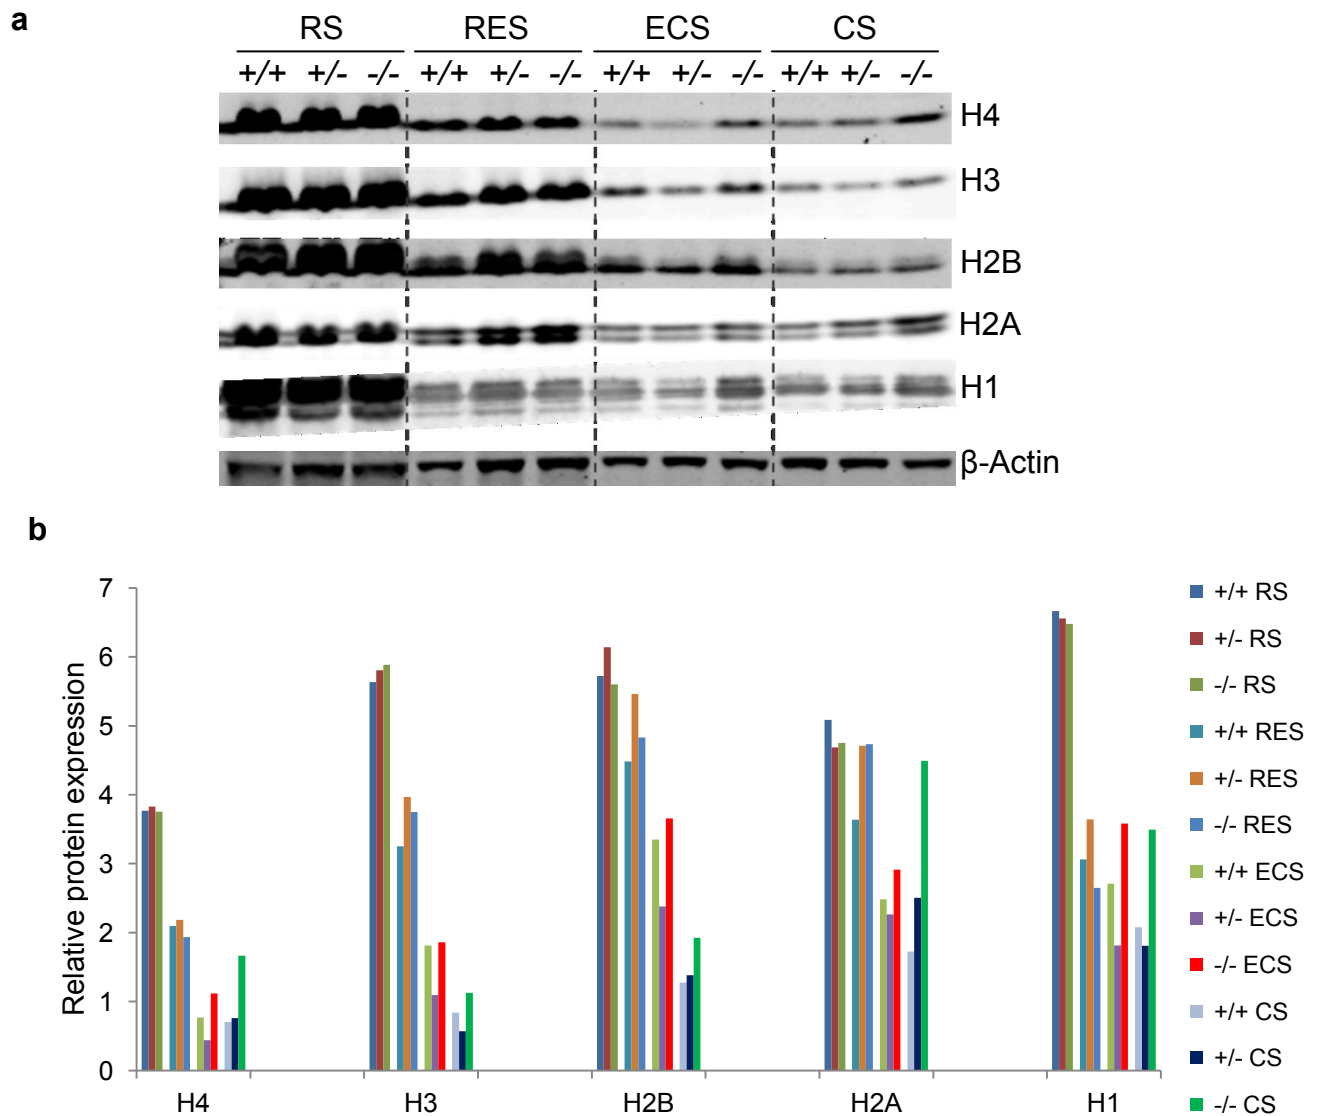 a
RS RES ECS CS
+/+ +/- -/- +/+ +/- -/- +/+ +/- -/- +/+ +/- -/-
H4
H3
H2B
H2A
H1
β-Actin
b
Relative protein expression
7
6
5
4
3
2
1
0
H4 H3 H2B H2A H1
+/+ RS
+/- RS
-/- RS
+/+ RES
+/- RES
-/- RES
+/+ ECS
+/- ECS
-/- ECS
+/+ CS
+/- CS
-/- CS